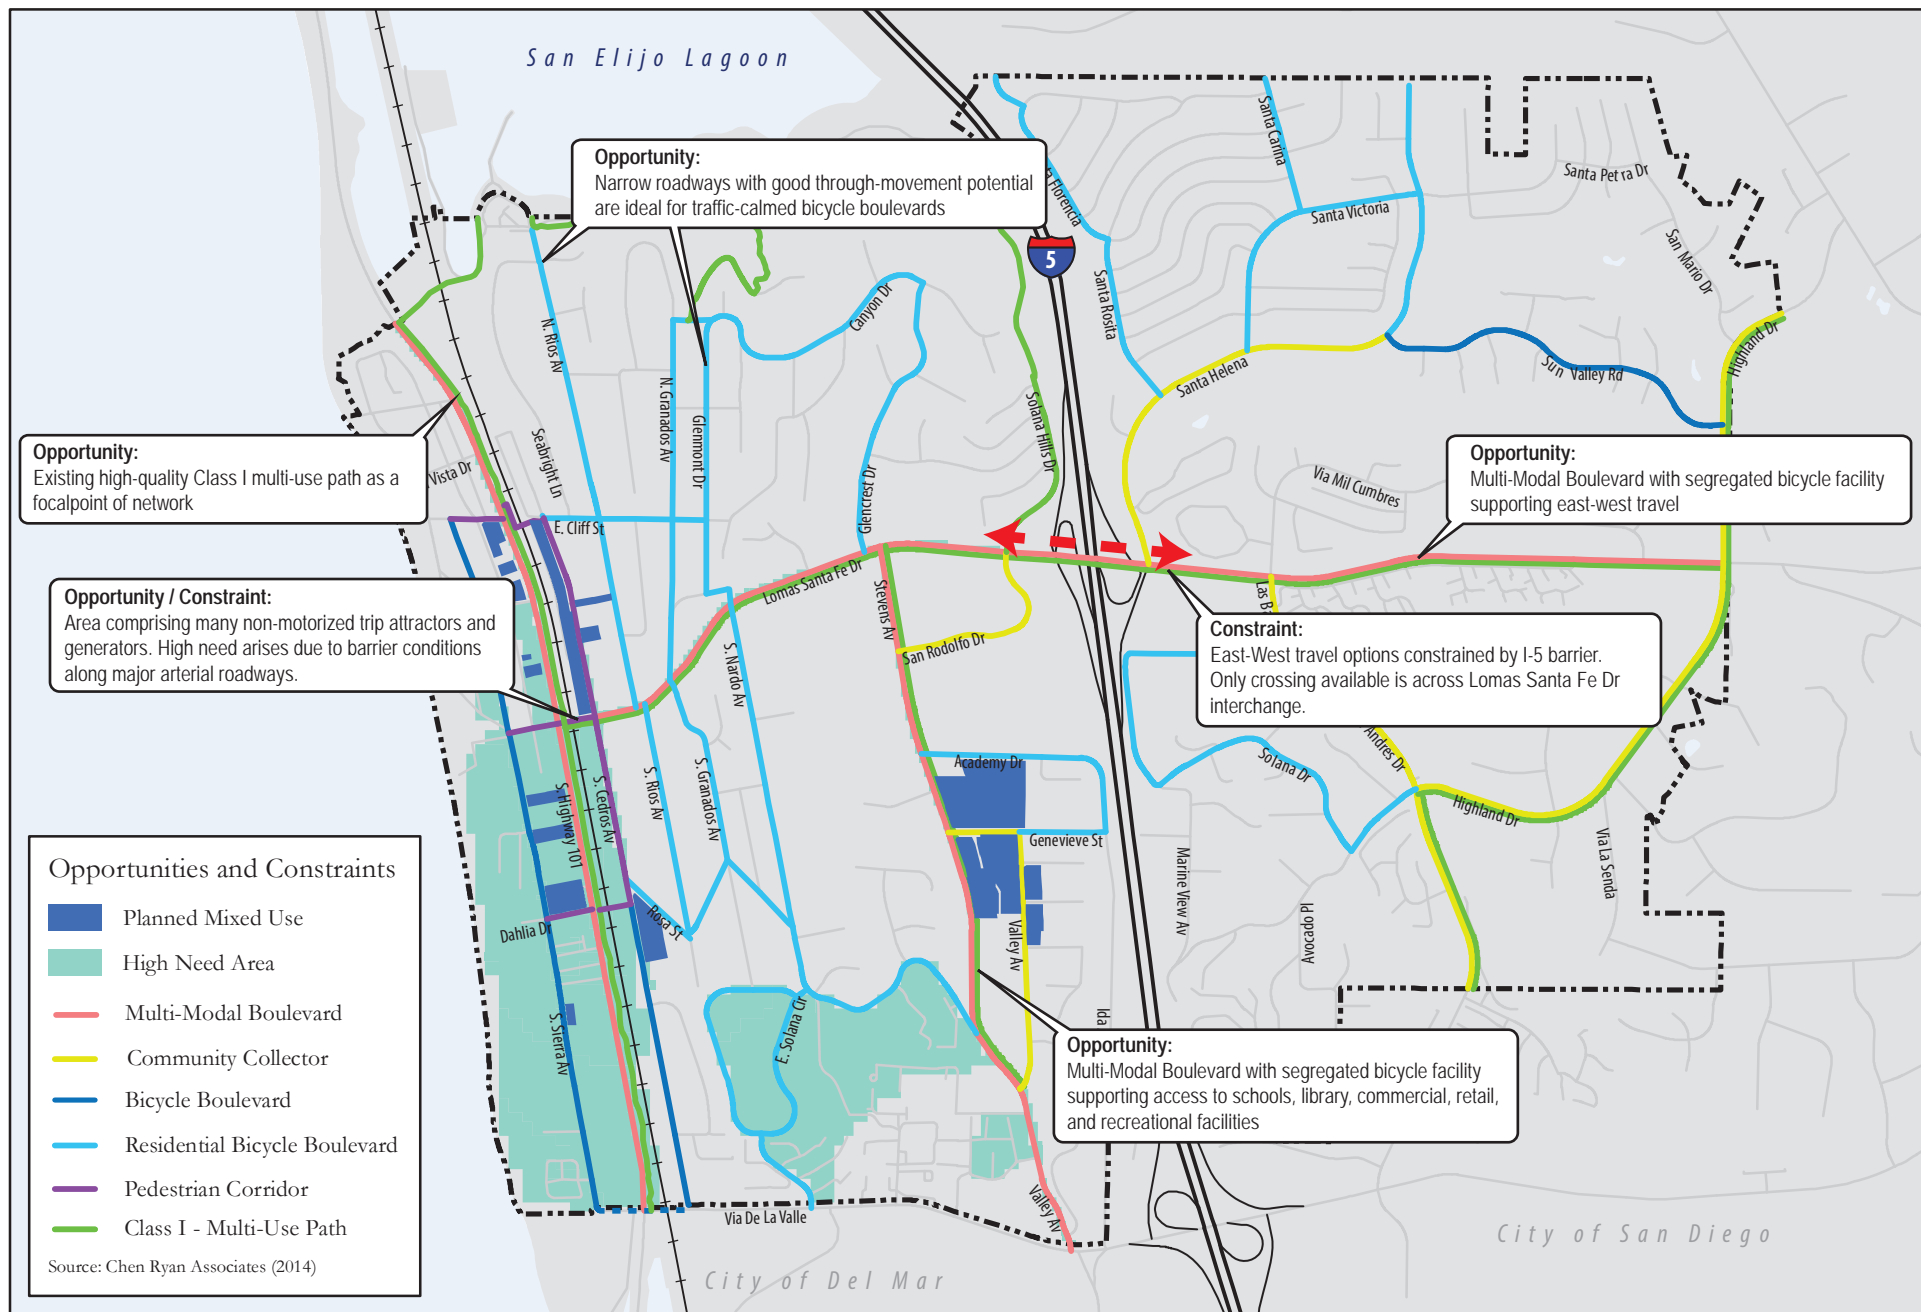 San Elijo Lagoon
Opportunity:
Narrow roadways with good through-movement potential
are ideal for traffic-calmed bicycle boulevards
Florencia
Santa Carina
Santa Victoria
Santa Petra Dr
San Mario Dr
Highland Dr
5
Santa Rosita
Canyon Dr
N. Rios Av
N. Granados Av
Glenmont Dr
Seabright Ln
Santa Helena
Sun Valley Rd
Solana Hills Dr
Glencrest Dr
Via Mil Cumbres
Opportunity:
Existing high-quality Class I multi-use path as a
focalpoint of network
Vista Dr
E. Cliff St
Opportunity:
Multi-Modal Boulevard with segregated bicycle facility
supporting east-west travel
Opportunity / Constraint:
Area comprising many non-motorized trip attractors and
generators. High need arises due to barrier conditions
along major arterial roadways.
Lomas Santa Fe Dr
Stevens Av
San Rodolfo Dr
Las
Constraint:
East-West travel options constrained by I-5 barrier.
Only crossing available is across Lomas Santa Fe Dr
interchange.
S. Nardo Av
Andres Dr
Solana Dr
Highland Dr
Academy Dr
Genevieve St
S. Highway 101
S. Cedros Av
S. Rios Av
S. Granados Av
Via La Senda
Marine View Av
Avocado Pl
Valley Av
Dahlia Dr
Rosa St
S. Sierra Av
E. Solana Cir
Ida
Opportunity:
Multi-Modal Boulevard with segregated bicycle facility
supporting access to schools, library, commercial, retail,
and recreational facilities
Valley Av
Via De La Valle
City of Del Mar
City of San Diego
Opportunities and Constraints
Planned Mixed Use
High Need Area
Multi-Modal Boulevard
Community Collector
Bicycle Boulevard
Residential Bicycle Boulevard
Pedestrian Corridor
Class I - Multi-Use Path
Source: Chen Ryan Associates (2014)